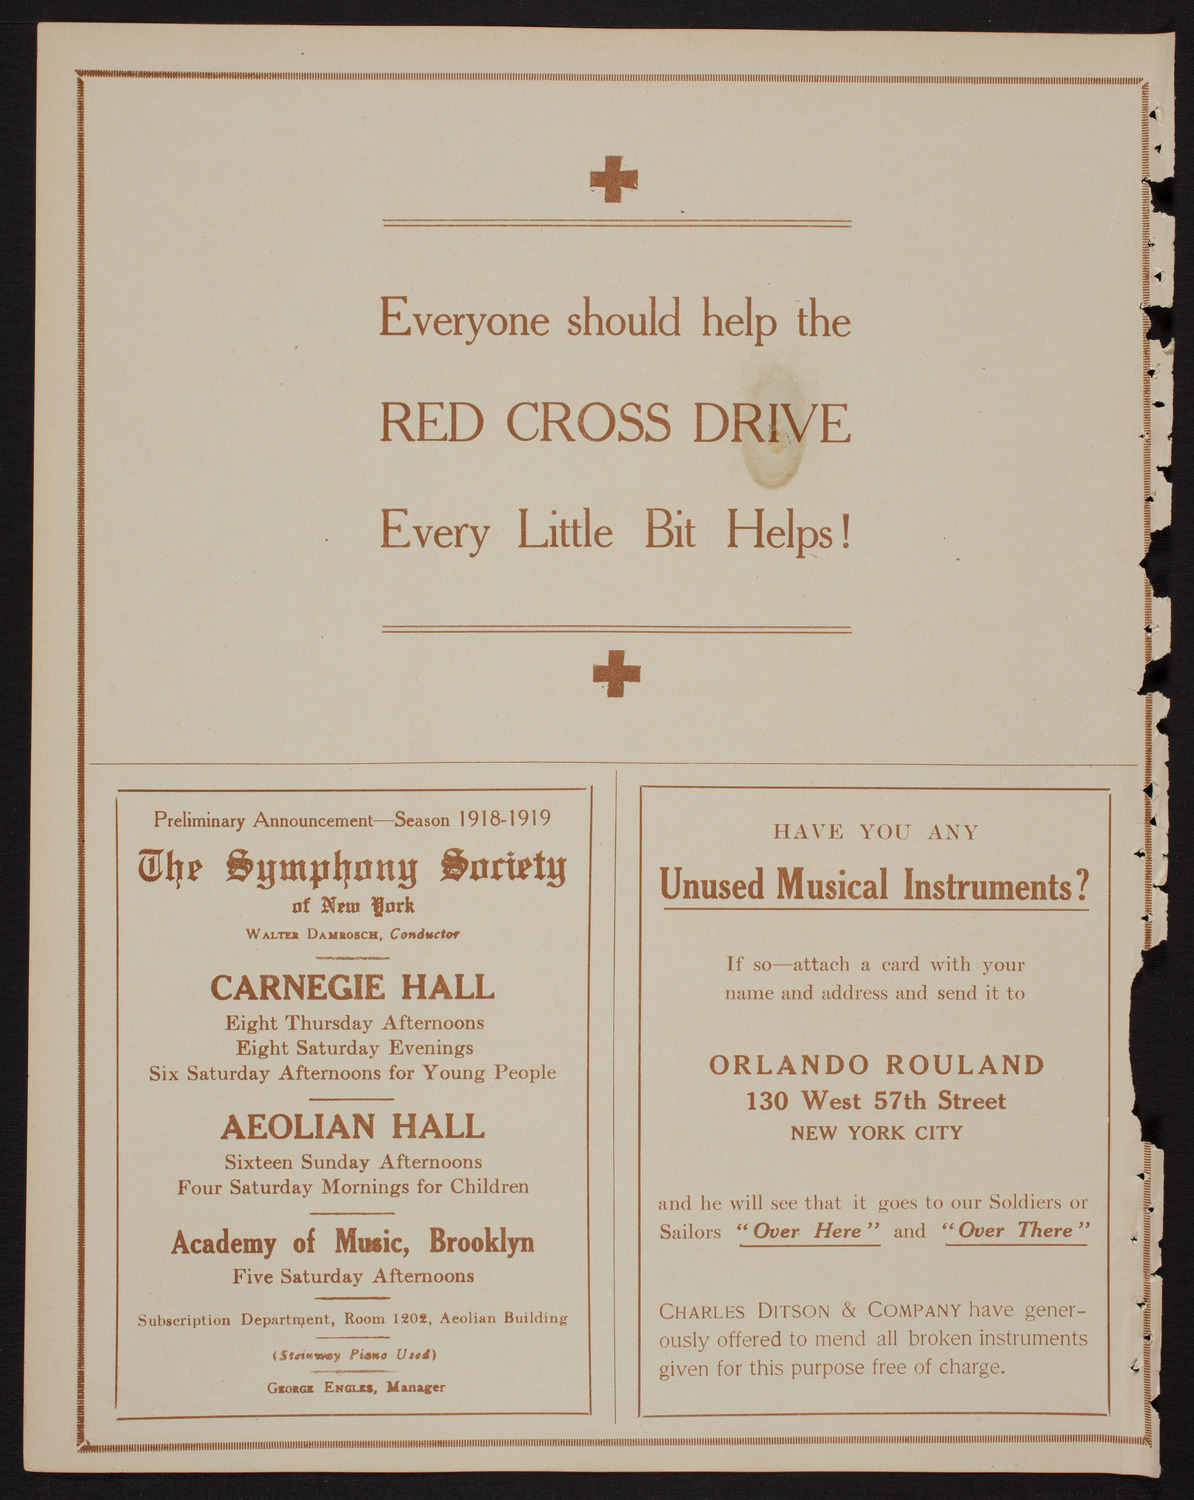 Everyone should help the
RED CROSS DRIVE
Every Little Bit Helps!
Preliminary Announcement—Season 1918-1919
The Symphony Society
of New York
WALTER DAMROSCH, Conductor
CARNEGIE HALL
Eight Thursday Afternoons
Eight Saturday Evenings
Six Saturday Afternoons for Young People
AEOLIAN HALL
Sixteen Sunday Afternoons
Four Saturday Mornings for Children
Academy of Music, Brooklyn
Five Saturday Afternoons
Subscription Department, Room 1202, Aeolian Building
(Steinway Piano Used)
GEORGE ENGLES, Manager
HAVE YOU ANY
Unused Musical Instruments?
If so—attach a card with your
name and address and send it to
ORLANDO ROULAND
130 West 57th Street
NEW YORK CITY
and he will see that it goes to our Soldiers or
Sailors "Over Here" and "Over There"
CHARLES DITSON & COMPANY have gener-
ously offered to mend all broken instruments
given for this purpose free of charge.